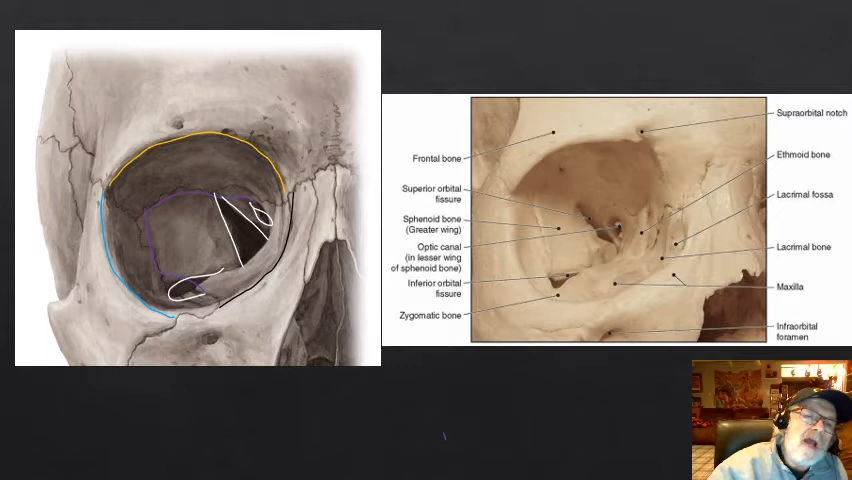 Frontal bone
Superior orbital
fissure
Sphenoid bone
(Greater wing)
Optic canal
(in lesser wing
of sphenoid bone)
Inferior orbital
fissure
Zygomatic bone
Supraorbital notch
Ethmoid bone
Lacrimal fossa
Lacrimal bone
Maxilla
Infraorbital
foramen